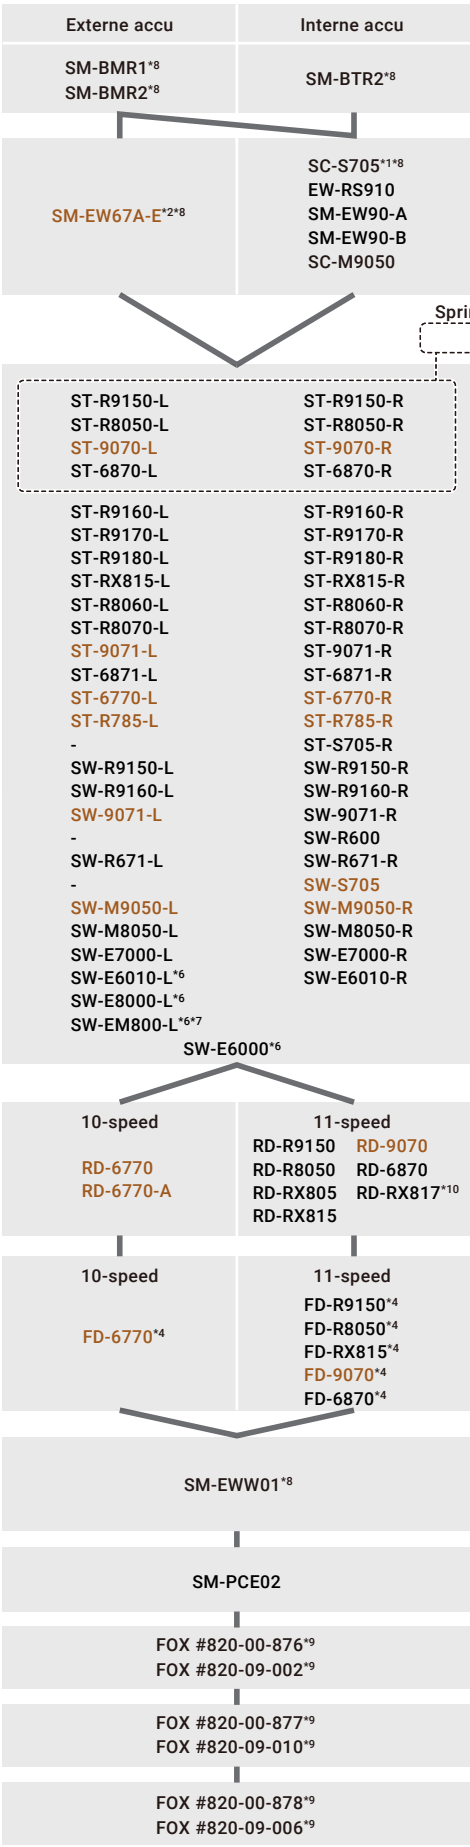 Externe accu Interne accu
SM-BMR1*8
SM-BMR2*8
SM-BTR2*8
SM-EW67A-E*2*8
SC-S705*1*8
EW-RS910
SM-EW90-A
SM-EW90-B
SC-M9050
ST-R9150-L ST-R9150-R
ST-R8050-L ST-R8050-R
ST-9070-L ST-9070-R
ST-6870-L ST-6870-R
ST-R9160-L ST-R9160-R
ST-R9170-L ST-R9170-R
ST-R9180-L ST-R9180-R
ST-RX815-L ST-RX815-R
ST-R8060-L ST-R8060-R
ST-R8070-L ST-R8070-R
ST-9071-L ST-9071-R
ST-6871-L ST-6871-R
ST-6770-L ST-6770-R
ST-R785-L ST-R785-R
- ST-S705-R
SW-R9150-L SW-R9150-R
SW-R9160-L SW-R9160-R
SW-9071-L SW-9071-R
- SW-R600
SW-R671-L SW-R671-R
- SW-S705
SW-M9050-L SW-M9050-R
SW-M8050-L SW-M8050-R
SW-E7000-L SW-E7000-R
SW-E6010-L*6 SW-E6010-R
SW-E8000-L*6
SW-EM800-L*6*7
SW-E6000*6
10-speed
RD-6770
RD-6770-A
11-speed
RD-R9150 RD-9070
RD-R8050 RD-6870
RD-RX805 RD-RX817*10
RD-RX815
10-speed
FD-6770*4
11-speed
FD-R9150*4
FD-R8050*4
FD-RX815*4
FD-9070*4
FD-6870*4
SM-EWW01*8
SM-PCE02
FOX #820-00-876*9
FOX #820-09-002*9
FOX #820-00-877*9
FOX #820-09-010*9
FOX #820-00-878*9
FOX #820-09-006*9